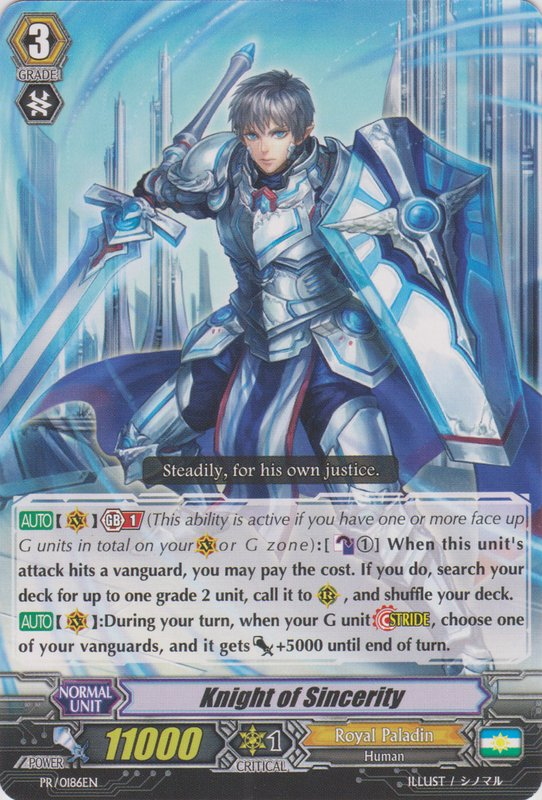 3
GRADE
Steadily, for his own justice.
AUTO【 】GB 1 (This ability is active if you have one or more face up
G units in total on your or G zone):[ ①] When this unit's
attack hits a vanguard, you may pay the cost. If you do, search your
deck for up to one grade 2 unit, call it to R , and shuffle your deck.
AUTO【 】:During your turn, when your G unit STRIDE, choose one
of your vanguards, and it gets +5000 until end of turn.
NORMAL UNIT
Knight of Sincerity
POWER
11000
1
CRITICAL
Royal Paladin
Human
PR/0186EN
ILLUST / シノマル